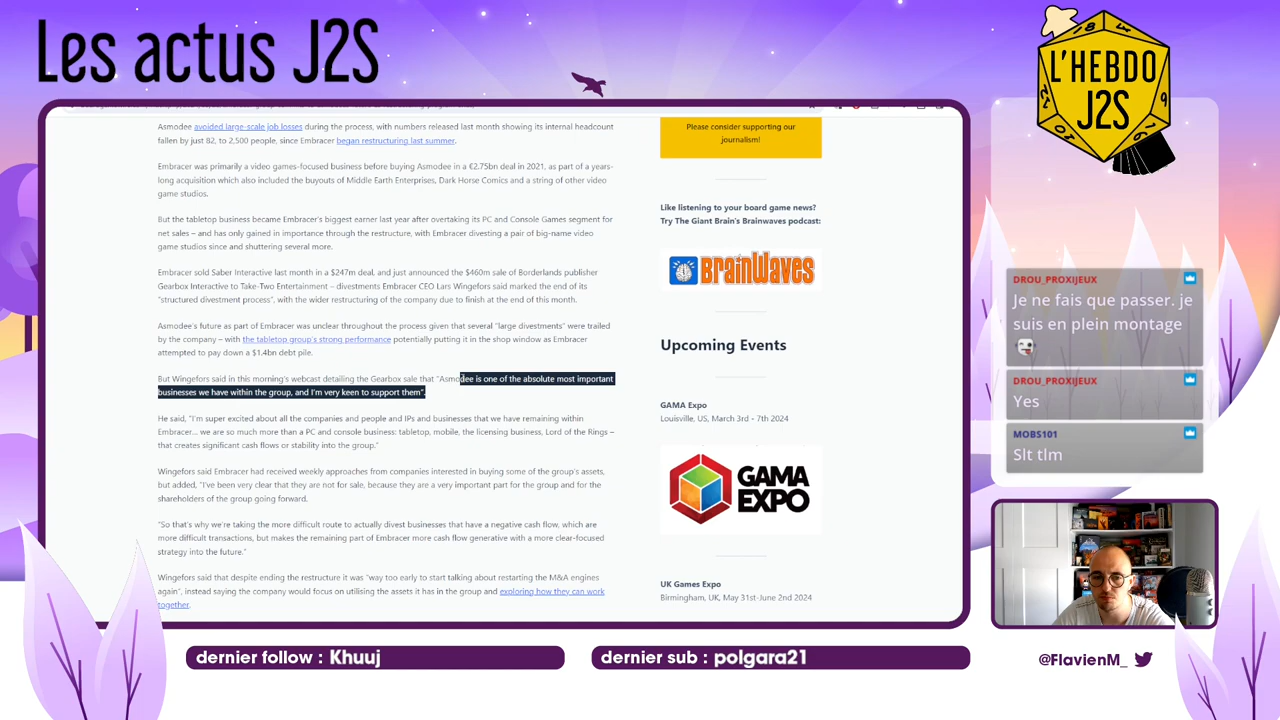 Les actus J2S
L'HEBDO
J2S
Asmodee avoided large-scale job losses during the process, with numbers released last month showing its internal headcount
fallen by just 82, to 2,500 people, since Embracer began restructuring last summer.
Embracer was primarily a video games-focused business before buying Asmodee in a €2.75bn deal in 2021, as part of a years-
long acquisition which also included the buyouts of Middle Earth Enterprises, Dark Horse Comics and a string of other video
game studios.
But the tabletop business became Embracer's biggest earner last year after overtaking its PC and Console Games segment for
net sales – and has only gained in importance through the restructure, with Embracer divesting a pair of big-name video
game studios since and shuttering several more.
Embracer sold Saber Interactive last month in a $247m deal, and just announced the $460m sale of Borderlands publisher
Gearbox Interactive to Take-Two Entertainment – divestments Embracer CEO Lars Wingefors said marked the end of its
"structured divestment process", with the wider restructuring of the company due to finish at the end of this month.
Asmodee's future as part of Embracer was unclear throughout the process given that several "large divestments" were trailed
by the company – with the tabletop group's strong performance potentially putting it in the shop window as Embracer
attempted to pay down a $1.4bn debt pile.
But Wingefors said in this morning's webcast detailing the Gearbox sale that "Asmodee is one of the absolute most important
businesses we have within the group, and I'm very keen to support them".
He said, "I'm super excited about all the companies and people and IPs and businesses that we have remaining within
Embracer... we are so much more than a PC and console business: tabletop, mobile, the licensing business, Lord of the Rings –
that creates significant cash flows or stability into the group."
Wingefors said Embracer had received weekly approaches from companies interested in buying some of the group's assets,
but added, "I've been very clear that they are not for sale, because they are a very important part for the group and for the
shareholders of the group going forward.
"So that's why we're taking the more difficult route to actually divest businesses that have a negative cash flow, which are
more difficult transactions, but makes the remaining part of Embracer more cash flow generative with a more clear-focused
strategy into the future."
Wingefors said that despite ending the restructure it was "way too early to start talking about restarting the M&A engines
again", instead saying the company would focus on utilising the assets it has in the group and exploring how they can work
together.
Please consider supporting our
journalism!
Like listening to your board game news?
Try The Giant Brain's Brainwaves podcast:
BRAINWAVES
Upcoming Events
GAMA Expo
Louisville, US, March 3rd - 7th 2024
GAMA
EXPO
UK Games Expo
Birmingham, UK, May 31st-June 2nd 2024
DROU_PROXIJEUX
Je ne fais que passer. je
suis en plein montage
DROU_PROXIJEUX
Yes
MOBS101
Slt tlm
dernier follow : Khuuj
dernier sub : polgara21
@FlavienM_